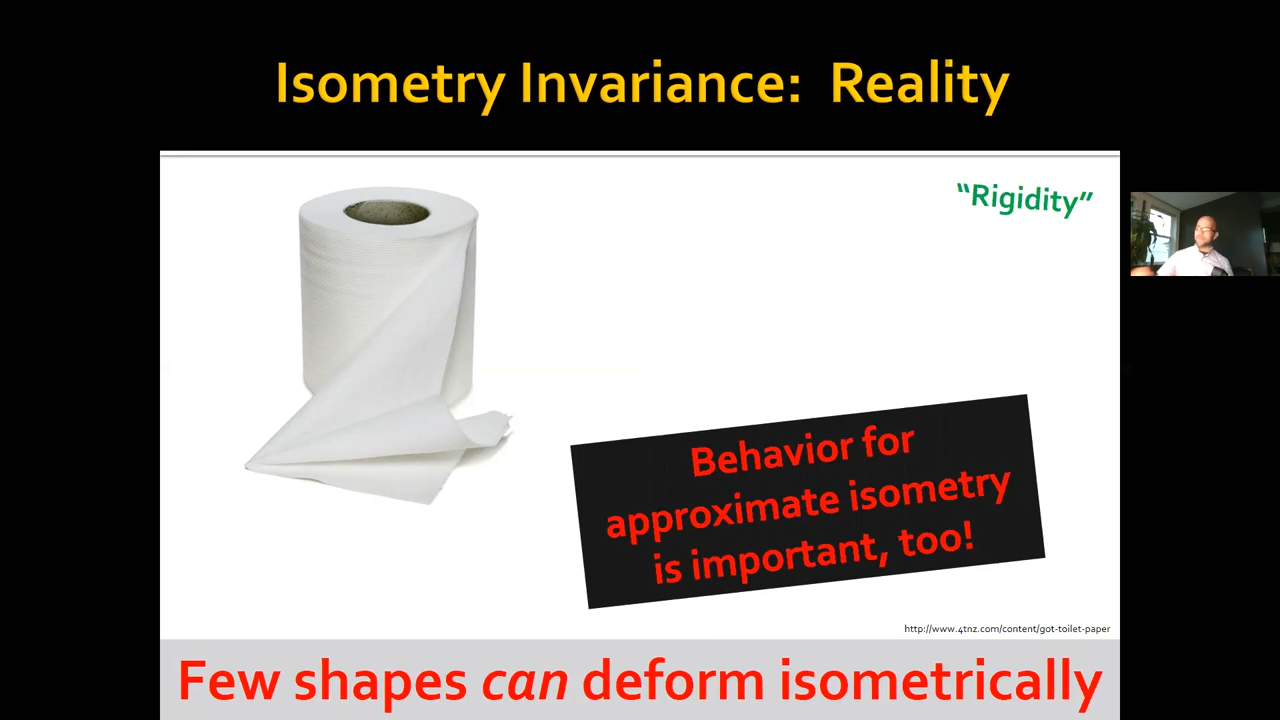 Isometry Invariance: Reality
“Rigidity”
Behavior for
approximate isometry
is important, too!
http://www.4tnz.com/content/got-toilet-paper
Few shapes can deform isometrically